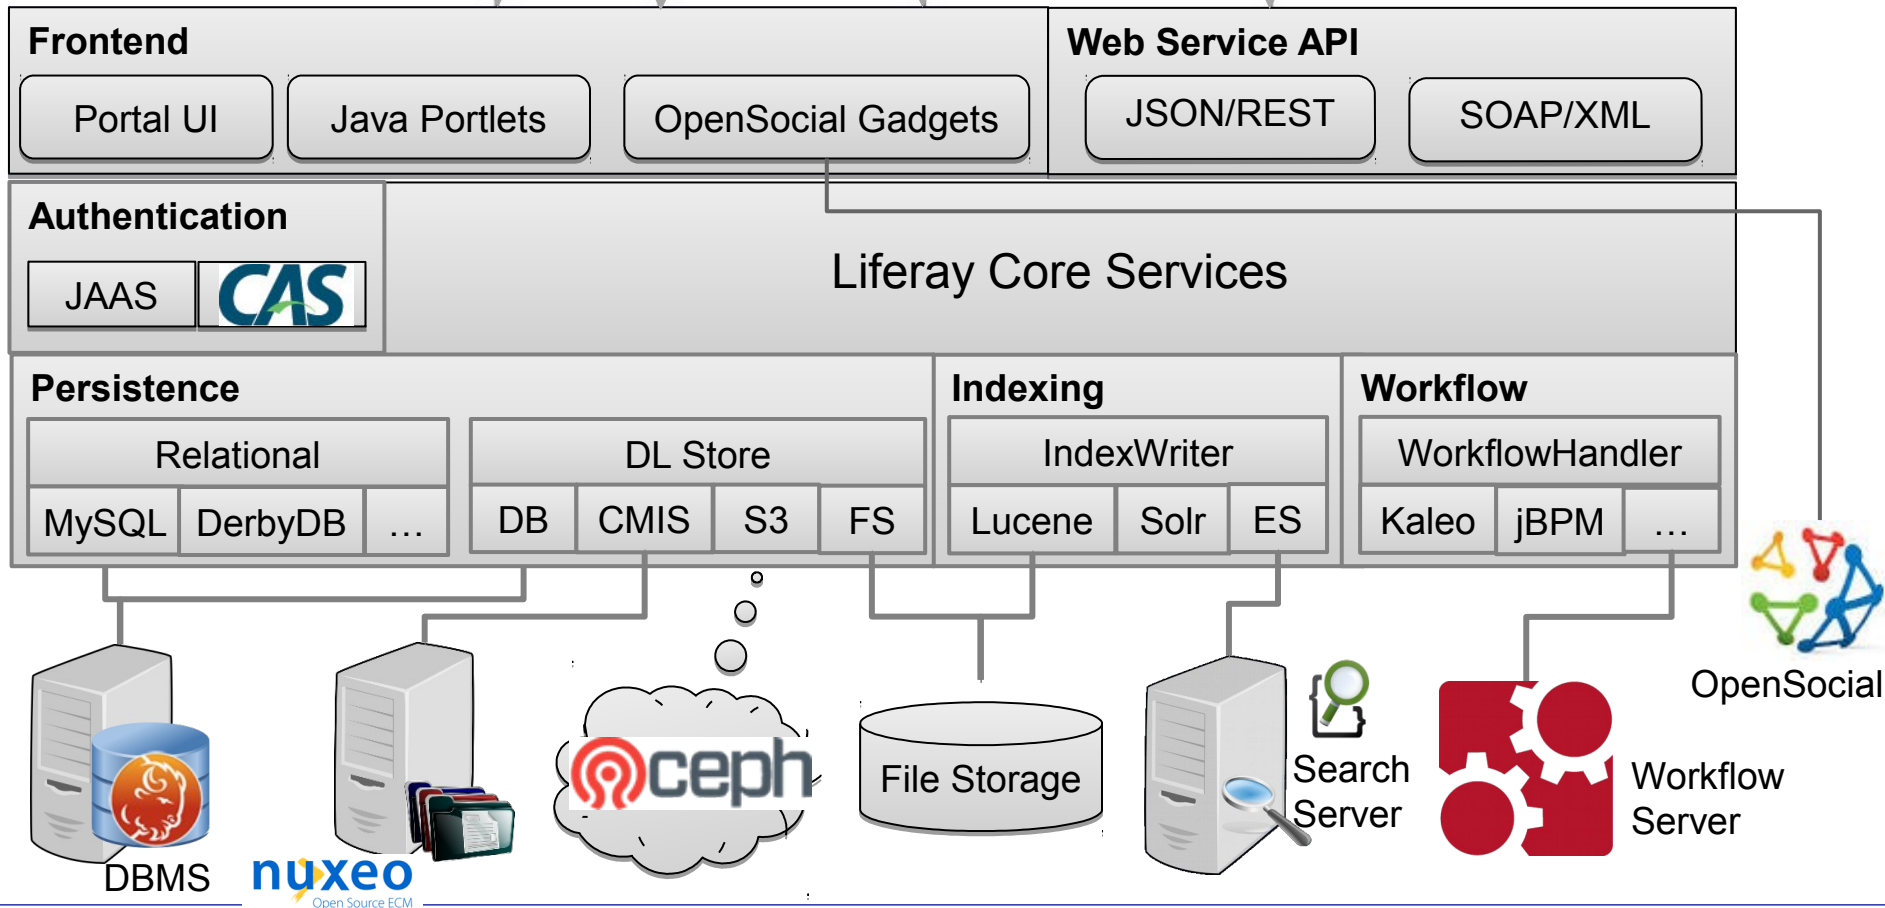 Frontend
Web Service API
Portal UI
Java Portlets
OpenSocial Gadgets
JSON/REST
SOAP/XML
Authentication
JAAS
CAS
Liferay Core Services
Persistence
Indexing
Workflow
Relational
DL Store
IndexWriter
WorkflowHandler
MySQL
DerbyDB
…
DB
CMIS
S3
FS
Lucene
Solr
ES
Kaleo
jBPM
…
OpenSocial
ceph
File Storage
Search
Server
Workflow
Server
DBMS
nuxeo
Open Source ECM